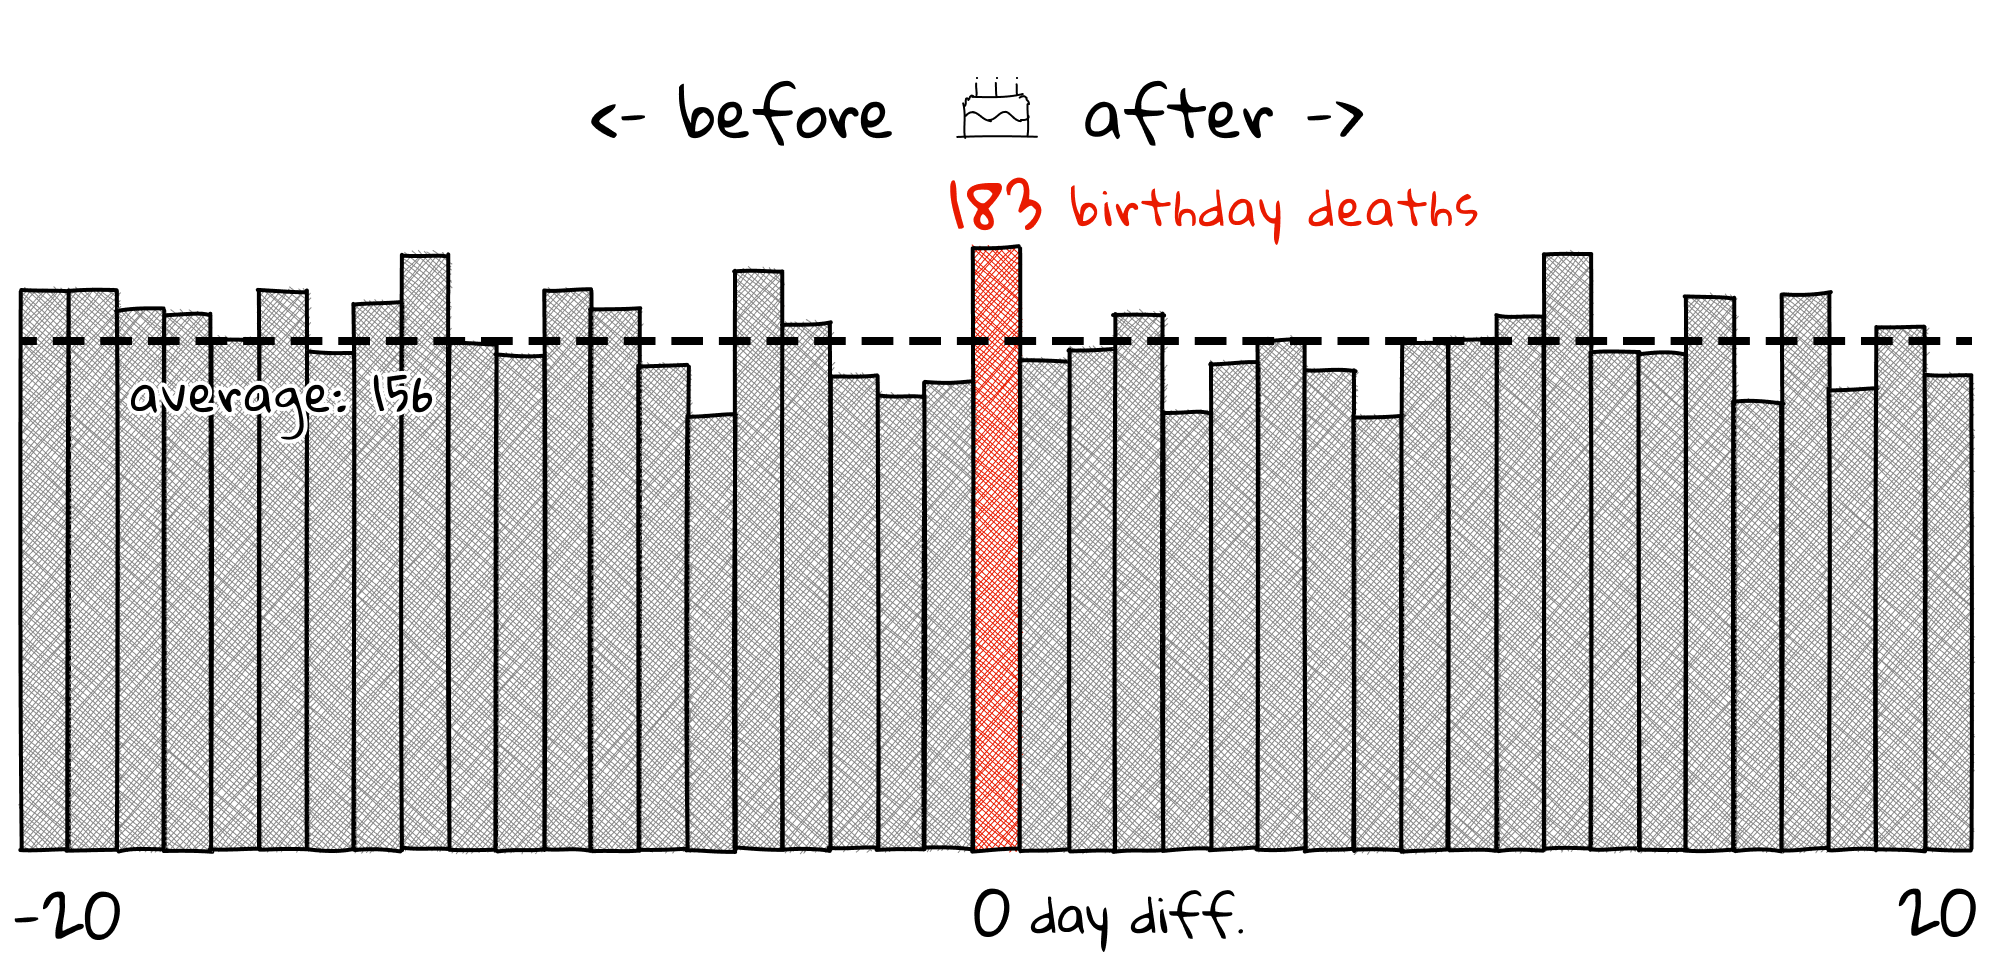 <- before after ->
183 birthday deaths
average: 156
-20 0 day diff. 20